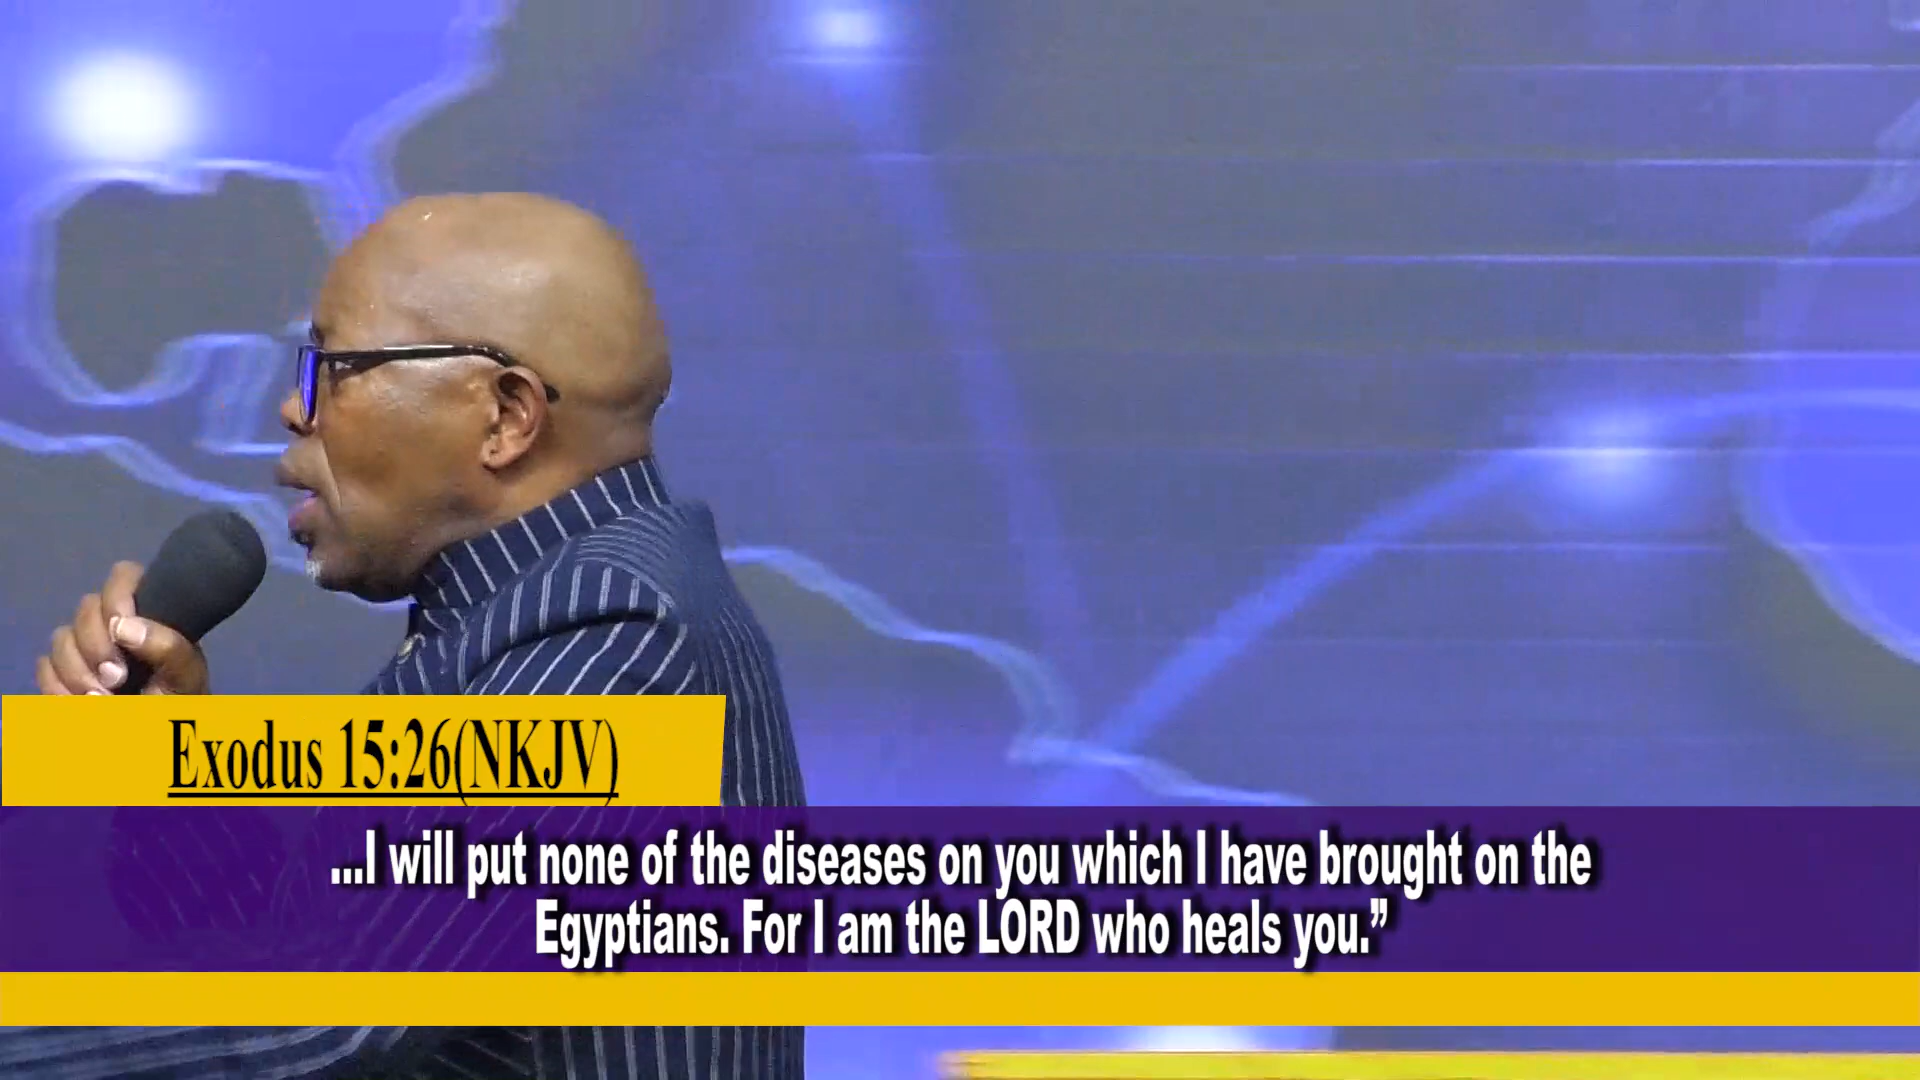 Exodus 15:26(NKJV)
...I will put none of the diseases on you which I have brought on the
Egyptians. For I am the LORD who heals you.”